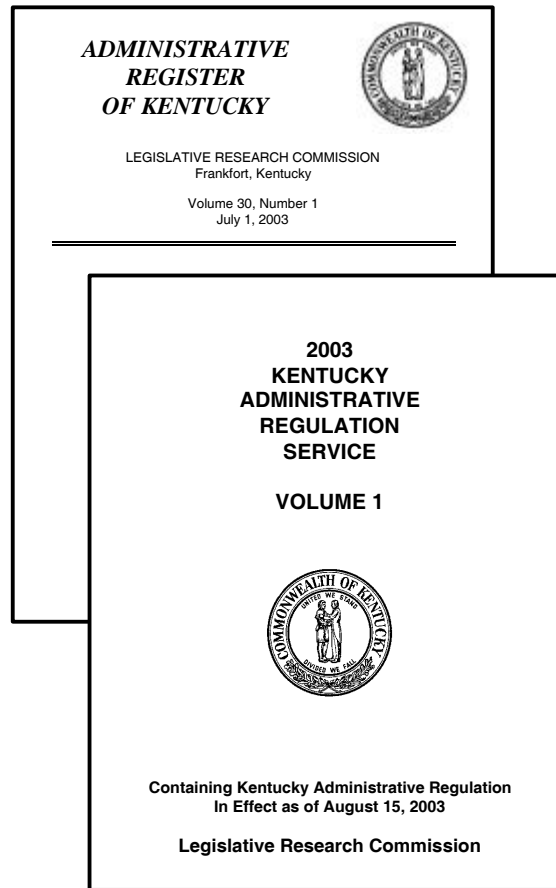 ADMINISTRATIVE
REGISTER
OF KENTUCKY
COMMONWEALTH OF KENTUCKY
LEGISLATIVE RESEARCH COMMISSION
Frankfort, Kentucky
Volume 30, Number 1
July 1, 2003
2003
KENTUCKY
ADMINISTRATIVE
REGULATION
SERVICE
VOLUME 1
COMMONWEALTH OF KENTUCKY
UNITED WE STAND
DIVIDED WE FALL
Containing Kentucky Administrative Regulation
In Effect as of August 15, 2003
Legislative Research Commission